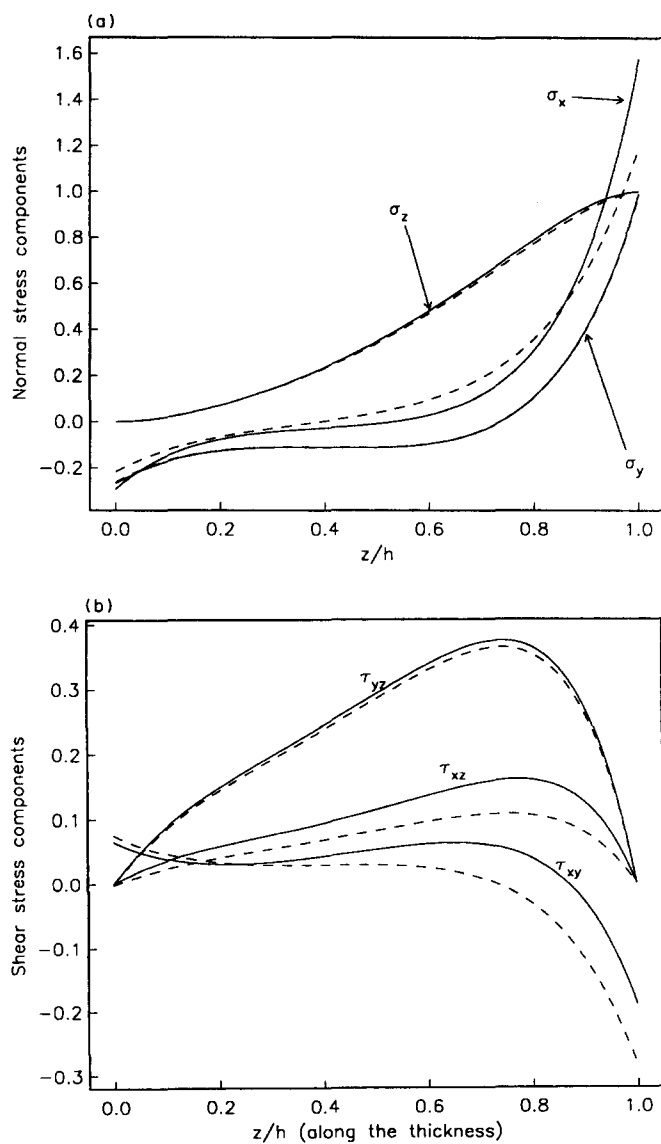 (a)
1.6
1.4
1.2
1.0
0.8
0.6
0.4
0.2
0.0
−0.2
Normal stress components
σx
σz
σy
0.0 0.2 0.4 0.6 0.8 1.0
z/h
(b)
0.4
0.3
0.2
0.1
0.0
−0.1
−0.2
−0.3
Shear stress components
τyz
τxz
τxy
0.0 0.2 0.4 0.6 0.8 1.0
z/h (along the thickness)